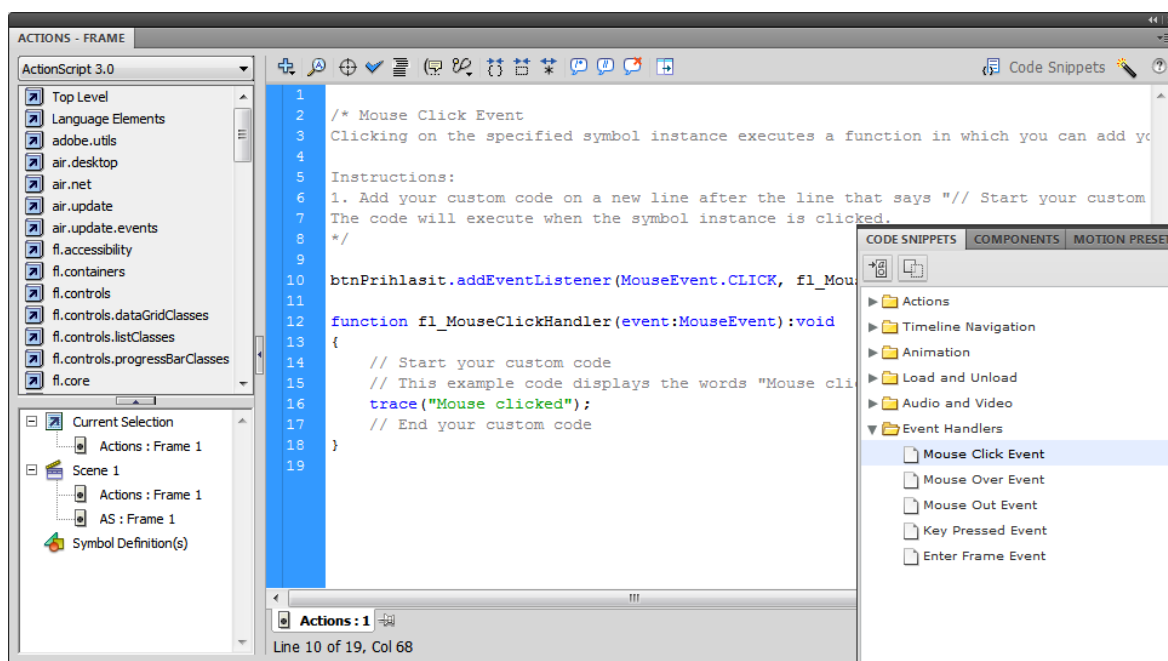 ACTIONS - FRAME
ActionScript 3.0
Code Snippets
Top Level
Language Elements
adobe.utils
air.desktop
air.net
air.update
air.update.events
fl.accessibility
fl.containers
fl.controls
fl.controls.dataGridClasses
fl.controls.listClasses
fl.controls.progressBarClasses
fl.core
Current Selection
Actions : Frame 1
Scene 1
Actions : Frame 1
AS : Frame 1
Symbol Definition(s)
1
2 /* Mouse Click Event
3 Clicking on the specified symbol instance executes a function in which you can add yo
4
5 Instructions:
6 1. Add your custom code on a new line after the line that says "// Start your custom
7 The code will execute when the symbol instance is clicked.
8 */
9
10 btnPrihlasit.addEventListener(MouseEvent.CLICK, fl_Mou
11
12 function fl_MouseClickHandler(event:MouseEvent):void
13 {
14 // Start your custom code
15 // This example code displays the words "Mouse cli
16 trace("Mouse clicked");
17 // End your custom code
18 }
19
Actions : 1
Line 10 of 19, Col 68
CODE SNIPPETS COMPONENTS MOTION PRESET
Actions
Timeline Navigation
Animation
Load and Unload
Audio and Video
Event Handlers
Mouse Click Event
Mouse Over Event
Mouse Out Event
Key Pressed Event
Enter Frame Event